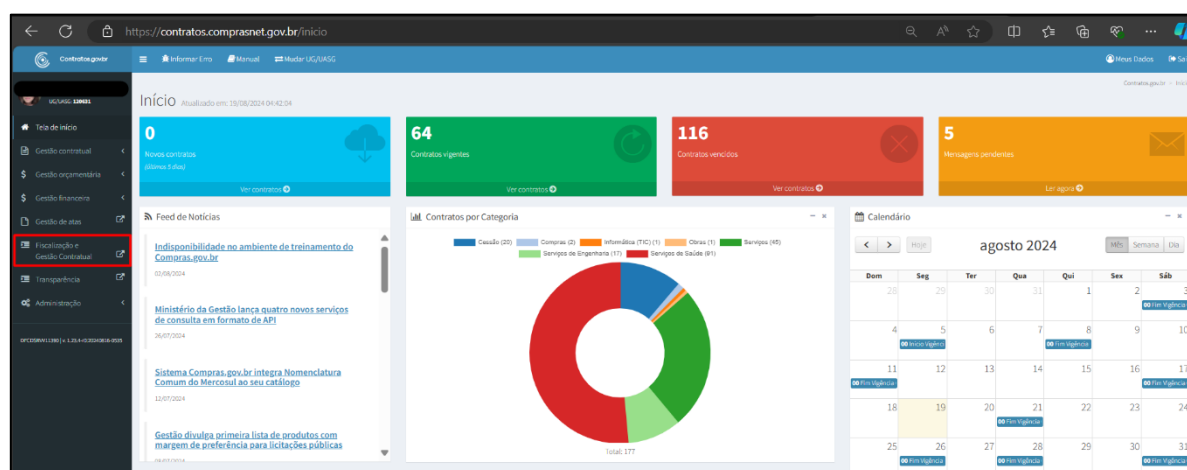 https://contratos.comprasnet.gov.br/inicio
Contratosgovbr
Informar Erro Manual Mudar UG/UASG Meus Dados
UG/UASG:
Início Atualizado em: 19/08/2024 04:42:04
Tela de início
Gestão contratual
Gestão orçamentária
Gestão financeira
Gestão de atas
Fiscalização e
Gestão Contratual
Transparência
Administração
0
Novos contratos
(últimos 5 dias)
Ver contratos
64
Contratos vigentes
Ver contratos
116
Contratos vencidos
Ver contratos
5
Mensagens pendentes
Ler agora
Feed de Notícias
Indisponibilidade no ambiente de treinamento do
Compras.gov.br
02/08/2024
Ministério da Gestão lança quatro novos serviços
de consulta em formato de API
26/07/2024
Sistema Compras.gov.br integra Nomenclatura
Comum do Mercosul ao seu catálogo
12/07/2024
Gestão divulga primeira lista de produtos com
margem de preferência para licitações públicas
Contratos por Categoria
Cessão (20) Compras (2) Informática (TIC) (1) Obras (1) Serviços (45)
Serviços de Engenharia (17) Serviços de Saúde (91)
Total: 177
Calendário
Hoje agosto 2024 Mês Semana Dia
Dom Seg Ter Qua Qui Sex Sáb
28 29 30 31 1 2 3
00 Fim Vigência
4 5 6 7 8 9 10
00 Início Vigênci 00 Fim Vigência
11 12 13 14 15 16 17
00 Fim Vigência 00 Fim Vigência
18 19 20 21 22 23 24
00 Fim Vigência
25 26 27 28 29 30 31
00 Fim Vigência 00 Fim Vigência 00 Fim Vigência